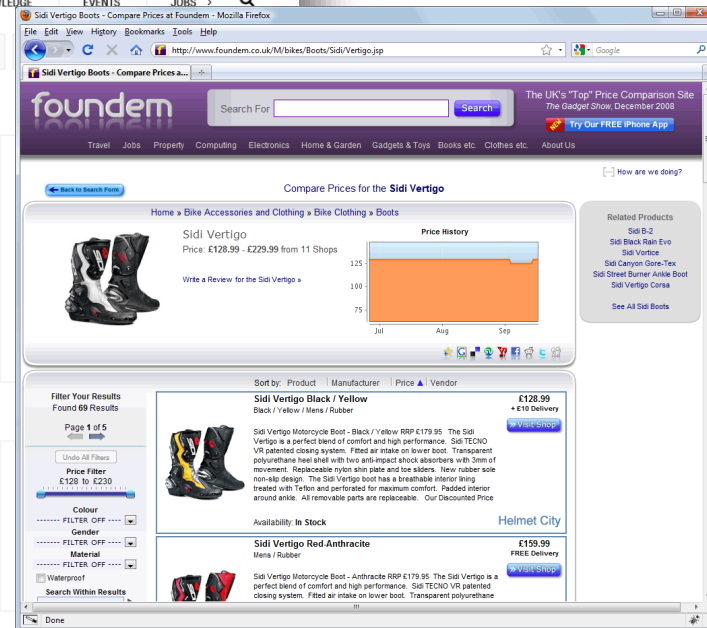 EVENTS
JOBS >
Sidi Vertigo Boots - Compare Prices at Foundem - Mozilla Firefox
File Edit View History Bookmarks Tools Help
http://www.foundem.co.uk/M/bikes/Boots/Sidi/Vertigo.jsp
Google
Sidi Vertigo Boots - Compare Prices a...
foundem
Search For
Search
The UK's "Top" Price Comparison Site
The Gadget Show, December 2008
NEW
Try Our FREE iPhone App
Travel Jobs Property Computing Electronics Home & Garden Gadgets & Toys Books etc. Clothes etc. About Us
[···] How are we doing?
Back to Search Form
Compare Prices for the Sidi Vertigo
Home » Bike Accessories and Clothing » Bike Clothing » Boots
Sidi Vertigo
Price: £128.99 - £229.99 from 11 Shops
Write a Review for the Sidi Vertigo »
Price History
125
100
75
Jul Aug Sep
Related Products
Sidi B-2
Sidi Black Rain Evo
Sidi Vortice
Sidi Canyon Gore-Tex
Sidi Street Burner Ankle Boot
Sidi Vertigo Corsa
See All Sidi Boots
Sort by: Product Manufacturer Price ▲ Vendor
Filter Your Results
Found 69 Results
Page 1 of 5
Undo All Filters
Price Filter
£128 to £230
Colour
------- FILTER OFF ----
Gender
------- FILTER OFF ----
Material
------- FILTER OFF ----
Waterproof
Search Within Results
Sidi Vertigo Black / Yellow
Black / Yellow / Mens / Rubber
£128.99
+ £10 Delivery
» Visit Shop
Sidi Vertigo Motorcycle Boot - Black / Yellow RRP £179.95 The Sidi
Vertigo is a perfect blend of comfort and high performance. Sidi TECNO
VR patented closing system. Fitted air intake on lower boot. Transparent
polyurethane heel shell with two anti-impact shock absorbers with 3mm of
movement. Replaceable nylon shin plate and toe sliders. New rubber sole
non-slip design. The Sidi Vertigo boot has a breathable interior lining
treated with Teflon and perforated for maximum comfort. Padded interior
around ankle. All removable parts are replaceable. Our Discounted Price
Availability: In Stock
Helmet City
Sidi Vertigo Red-Anthracite
Mens / Rubber
£159.99
FREE Delivery
» Visit Shop
Sidi Vertigo Motorcycle Boot - Anthracite RRP £179.95 The Sidi Vertigo is a
perfect blend of comfort and high performance. Sidi TECNO VR patented
closing system. Fitted air intake on lower boot. Transparent polyurethane
Done